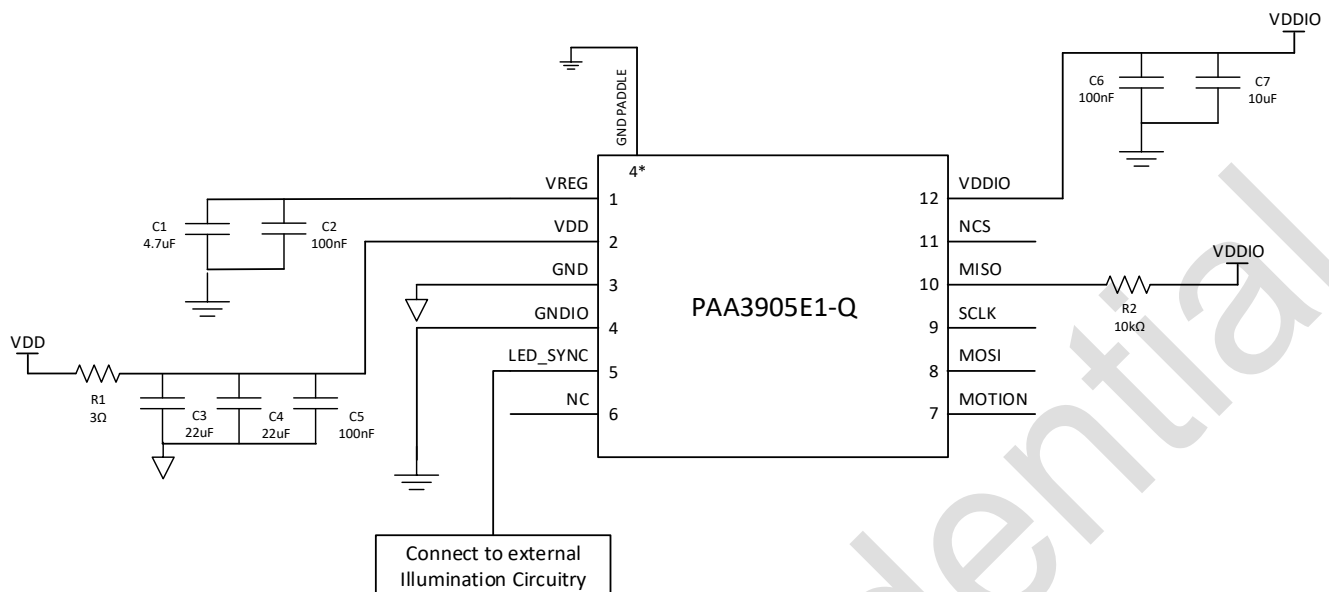 VDDIO
GND PADDLE
C6
100nF
C7
10uF
4*
VREG
1
VDD
2
GND
3
GNDIO
4
LED_SYNC
5
NC
6
PAA3905E1-Q
12
VDDIO
11
NCS
10
MISO
9
SCLK
8
MOSI
7
MOTION
C1
4.7uF
C2
100nF
VDDIO
R2
10kΩ
VDD
R1
3Ω
C3
22uF
C4
22uF
C5
100nF
Connect to external
Illumination Circuitry
dential